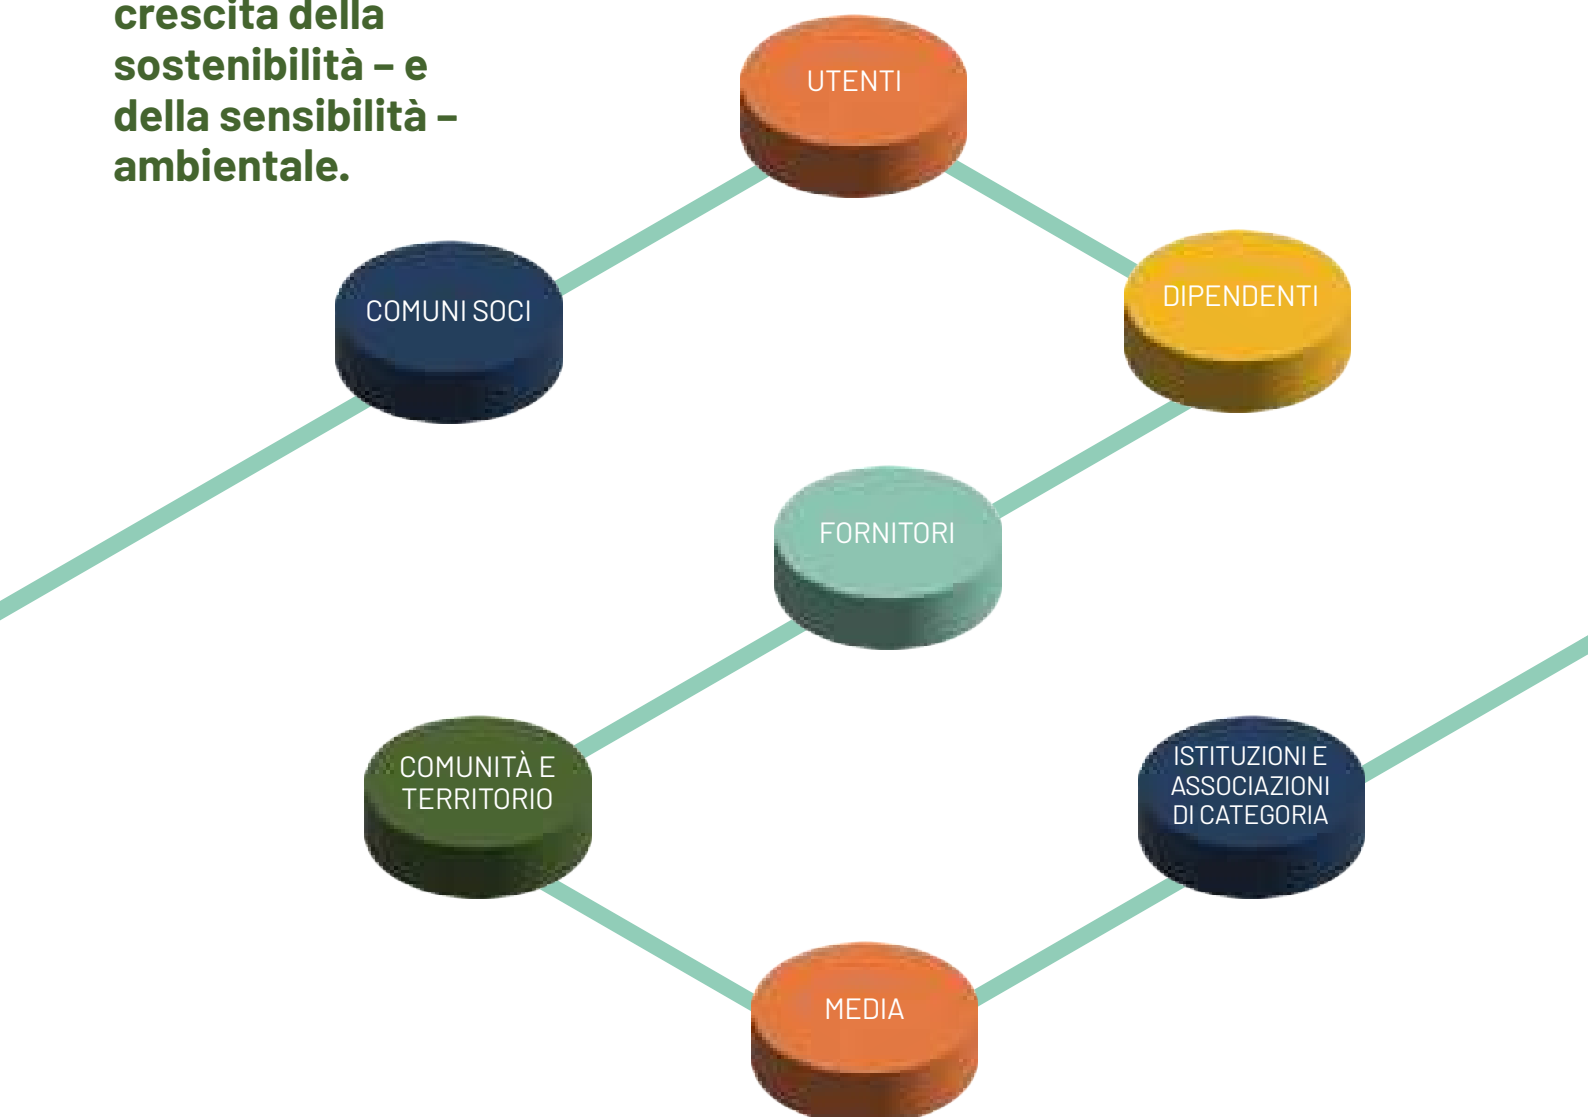 crescita della
sostenibilità – e
della sensibilità –
ambientale.
UTENTI
COMUNI SOCI
DIPENDENTI
FORNITORI
COMUNITÀ E
TERRITORIO
ISTITUZIONI E
ASSOCIAZIONI
DI CATEGORIA
MEDIA